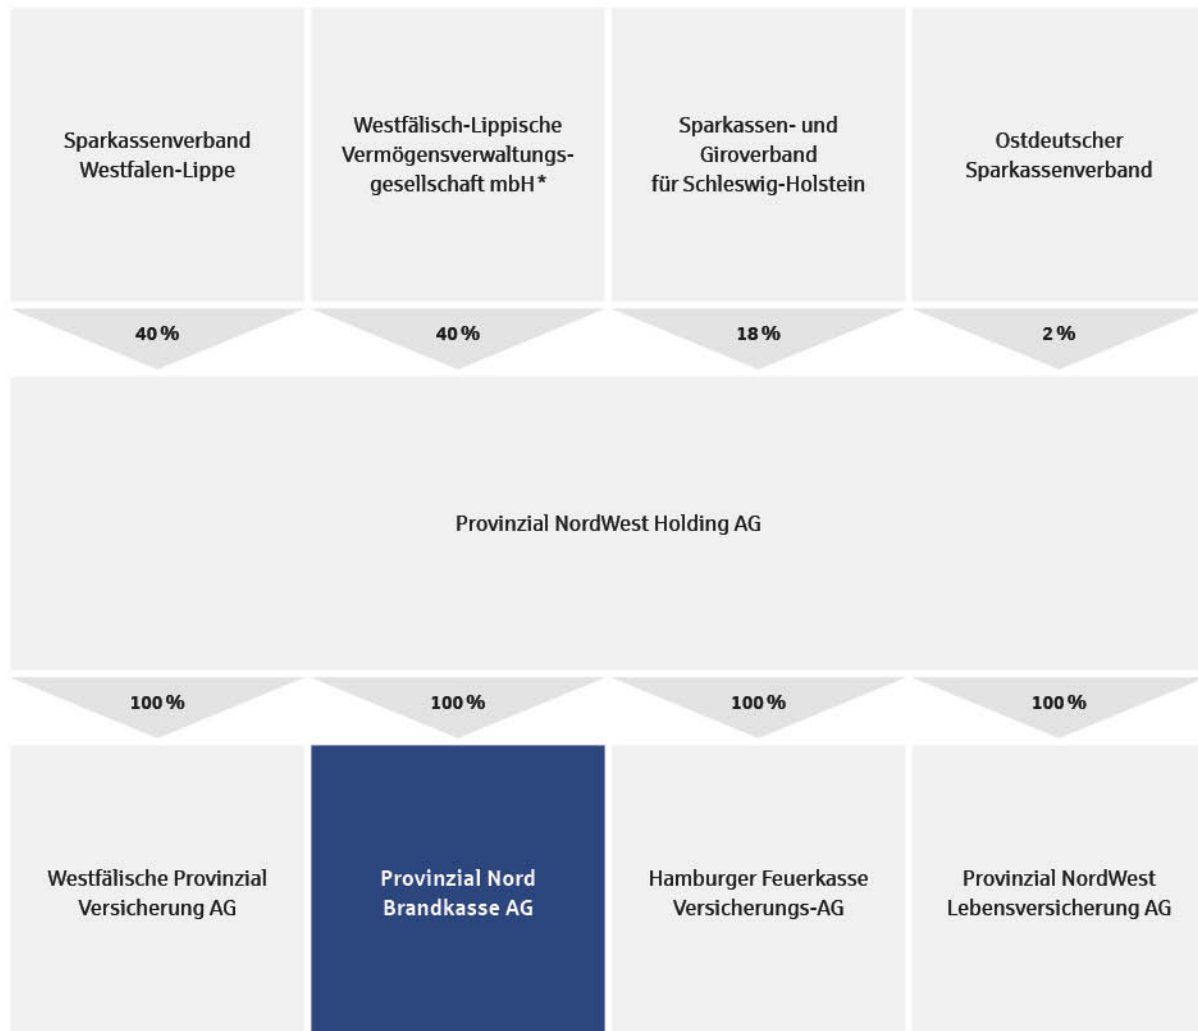 Sparkassenverband
Westfalen-Lippe
Westfälisch-Lippische
Vermögensverwaltungs-
gesellschaft mbH*
Sparkassen- und
Giroverband
für Schleswig-Holstein
Ostdeutscher
Sparkassenverband
40 %
40 %
18 %
2 %
Provinzial NordWest Holding AG
100 %
100 %
100 %
100 %
Westfälische Provinzial
Versicherung AG
Provinzial Nord
Brandkasse AG
Hamburger Feuerkasse
Versicherungs-AG
Provinzial NordWest
Lebensversicherung AG